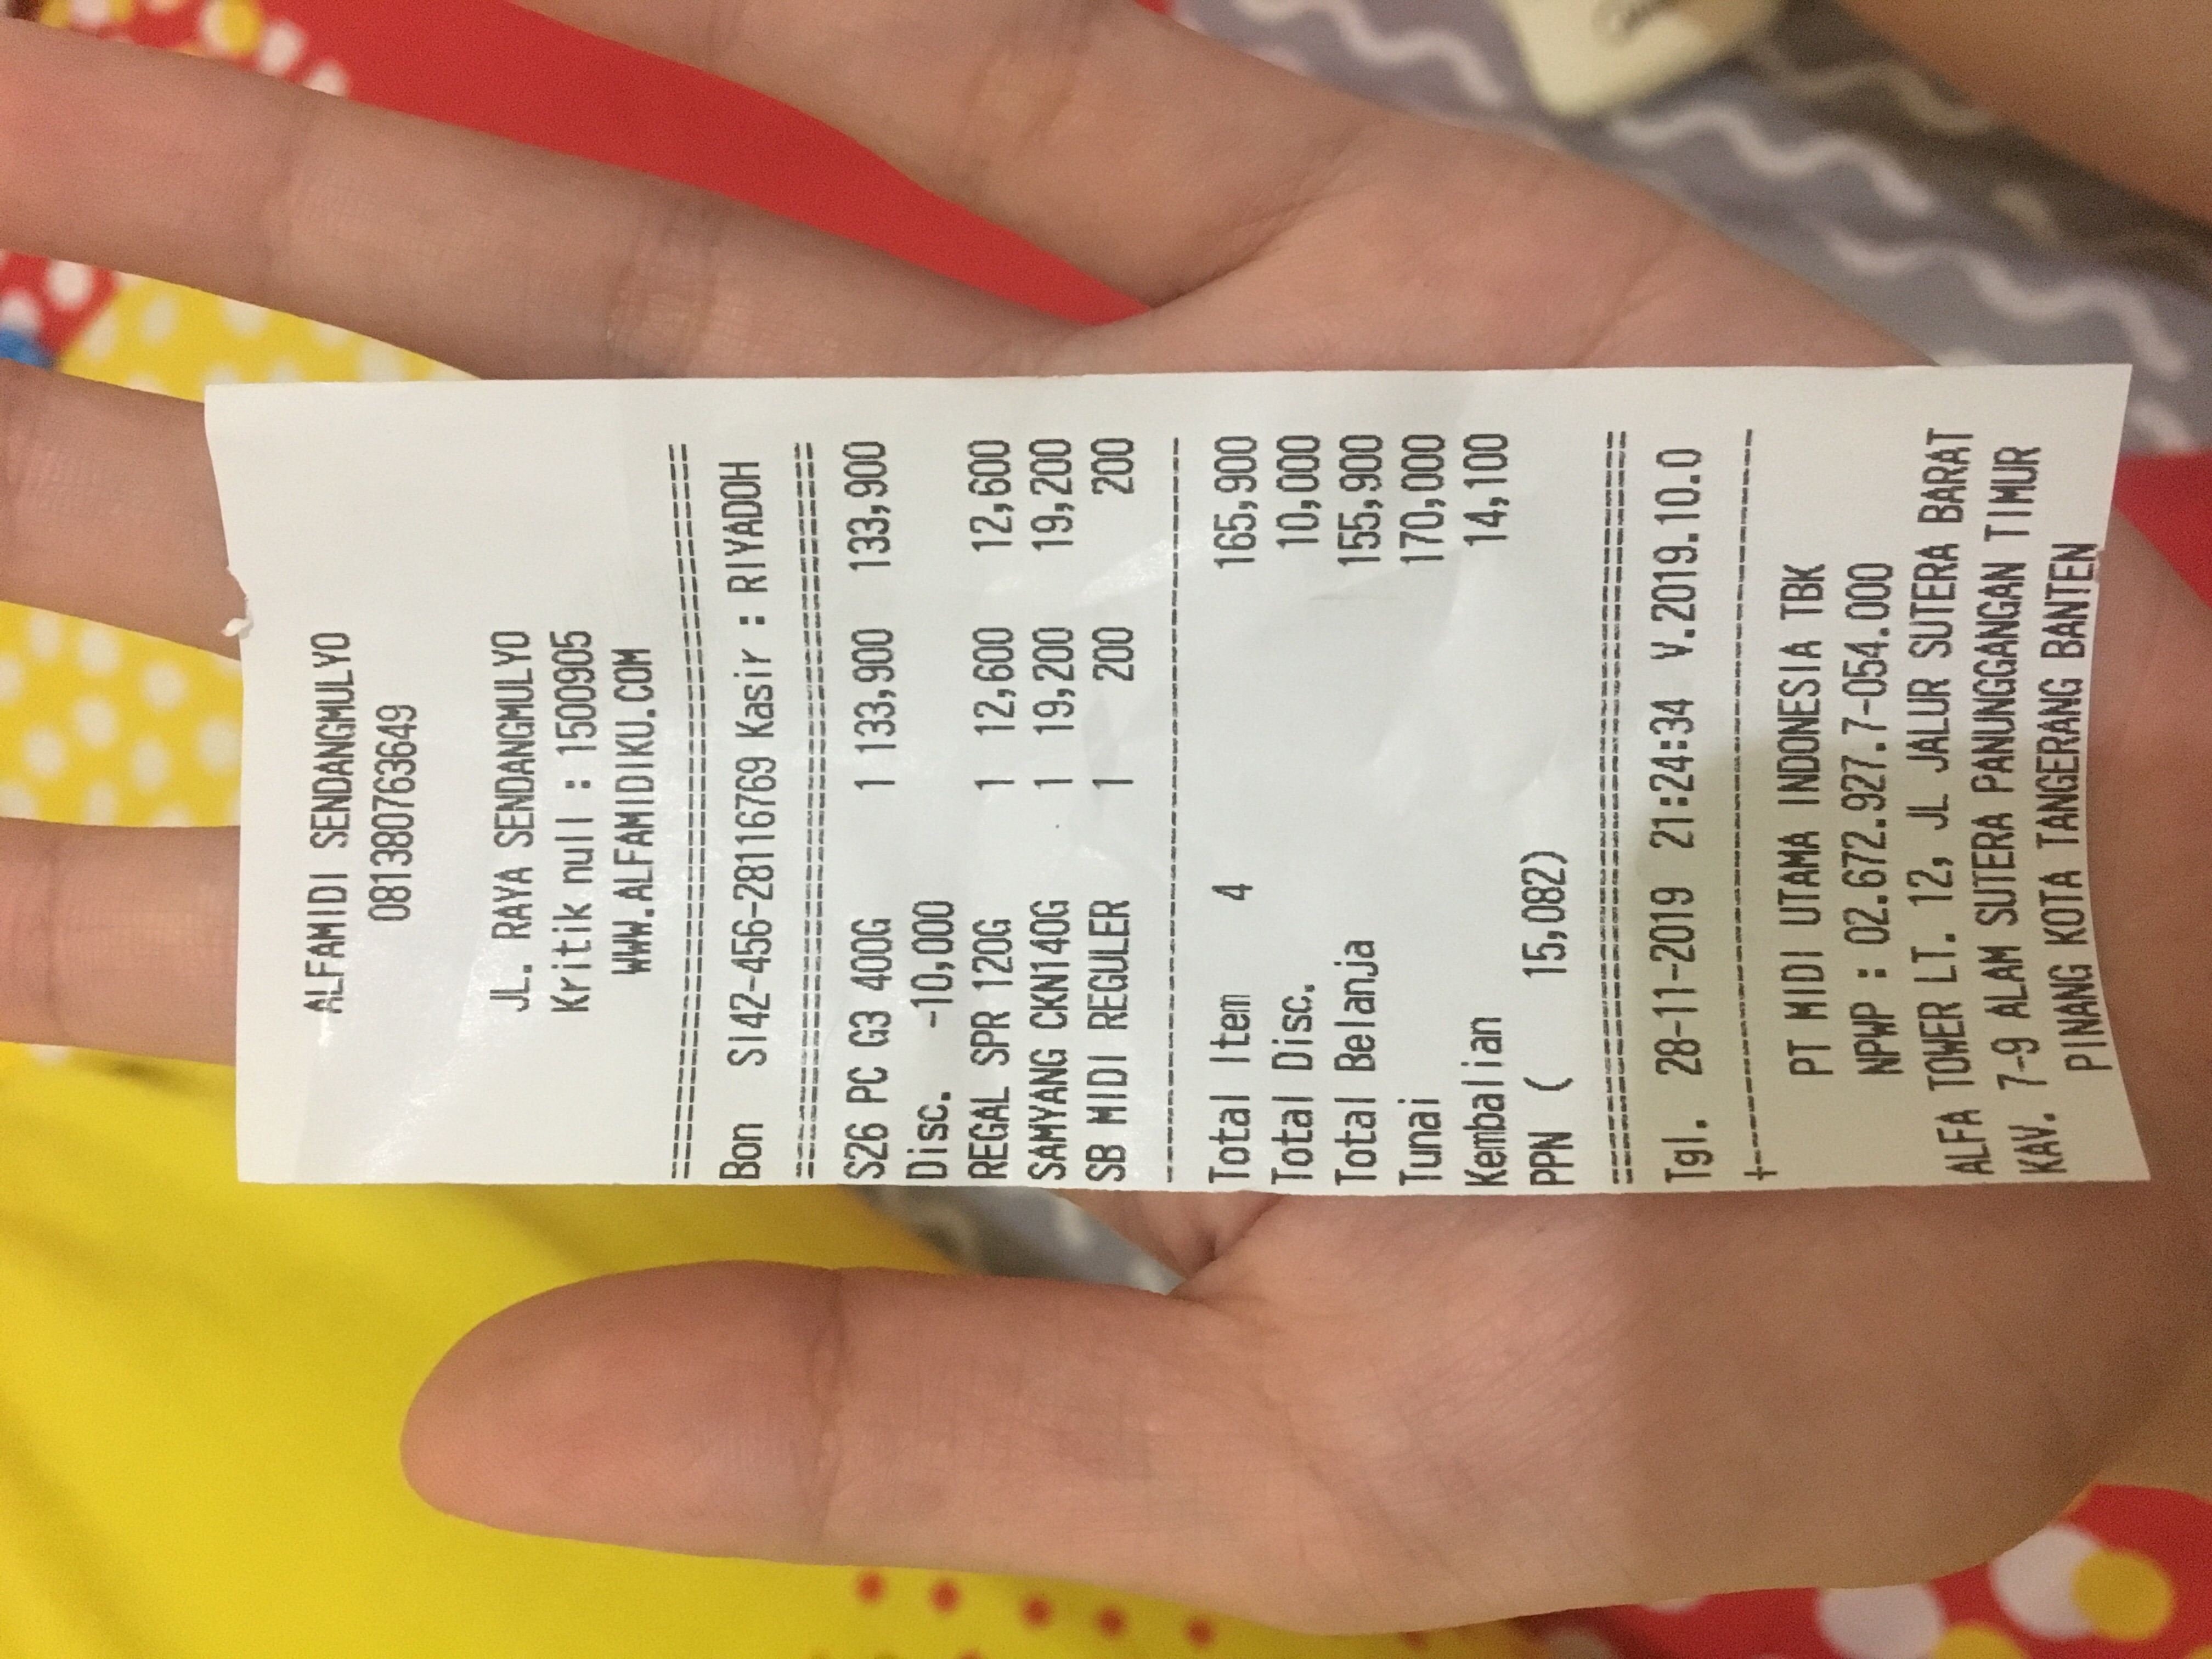 ALFAMIDI SENDANGMULYO
081380763649
JL. RAYA SENDANGMULYO
Kritik null : 1500905
WWW.ALFAMIDIKU.COM
================================
Bon SI42-456-28116769 Kasir : RIYADOH
================================
S26 PC G3 400G 1 133,900 133,900
Disc. -10,000
REGAL SPR 120G 1 12,600 12,600
SAMYANG CKN140G 1 19,200 19,200
SB MIDI REGULER 1 200 200
--------------------------------
Total Item 4 165,900
Total Disc. 10,000
Total Belanja 155,900
Tunai 170,000
Kembalian 14,100
PPN ( 15,082)
================================
Tgl. 28-11-2019 21:24:34 V.2019.10.0
+-------------------------------
PT MIDI UTAMA INDONESIA TBK
NPWP : 02.672.927.7-054.000
ALFA TOWER LT. 12, JL JALUR SUTERA BARAT
KAV. 7-9 ALAM SUTERA PANUNGGANGAN TIMUR
PINANG KOTA TANGERANG BANTEN